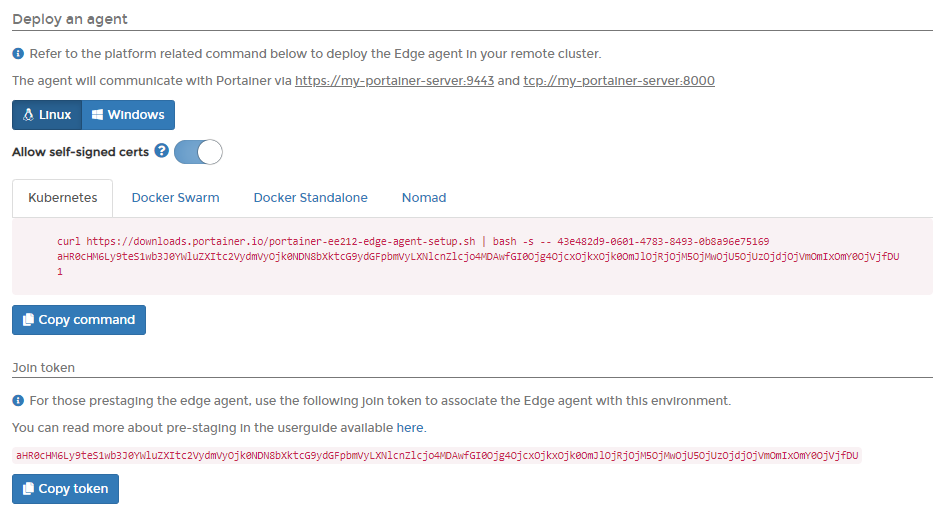 Deploy an agent
Refer to the platform related command below to deploy the Edge agent in your remote cluster.
The agent will communicate with Portainer via https://my-portainer-server:9443 and tcp://my-portainer-server:8000
Linux Windows
Allow self-signed certs
Kubernetes Docker Swarm Docker Standalone Nomad
curl https://downloads.portainer.io/portainer-ee212-edge-agent-setup.sh | bash -s -- 43e482d9-0601-4783-8493-0b8a96e75169
aHR0cHM6Ly9teS1wb3J0YWluZXItc2VydmVyOjk0NDN8bXktcG9ydGFpbmVyLXNlcnZlcjo4MDAwfGI0Ojg4OjcxOjkxOjk0OmJlOjRjOjM5OjMwOjU5OjUzOjdjOjVmOmIxOmY0OjVjfDU
1
Copy command
Join token
For those prestaging the edge agent, use the following join token to associate the Edge agent with this environment.
You can read more about pre-staging in the userguide available here.
aHR0cHM6Ly9teS1wb3J0YWluZXItc2VydmVyOjk0NDN8bXktcG9ydGFpbmVyLXNlcnZlcjo4MDAwfGI0Ojg4OjcxOjkxOjk0OmJlOjRjOjM5OjMwOjU5OjUzOjdjOjVmOmIxOmY0OjVjfDU
Copy token